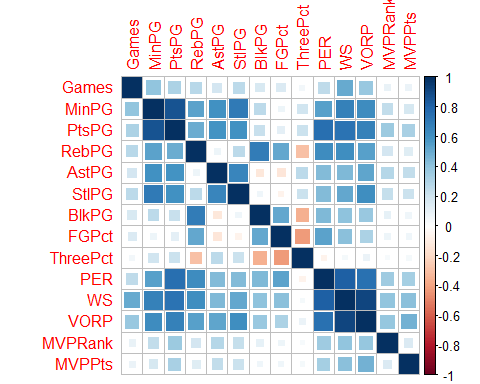 Games
MinPG
PtsPG
RebPG
AstPG
StlPG
BlkPG
FGPct
ThreePct
PER
WS
VORP
MVPRank
MVPPts
Games
MinPG
PtsPG
RebPG
AstPG
StlPG
BlkPG
FGPct
ThreePct
PER
WS
VORP
MVPRank
MVPPts
1
0.8
0.6
0.4
0.2
0
-0.2
-0.4
-0.6
-0.8
-1